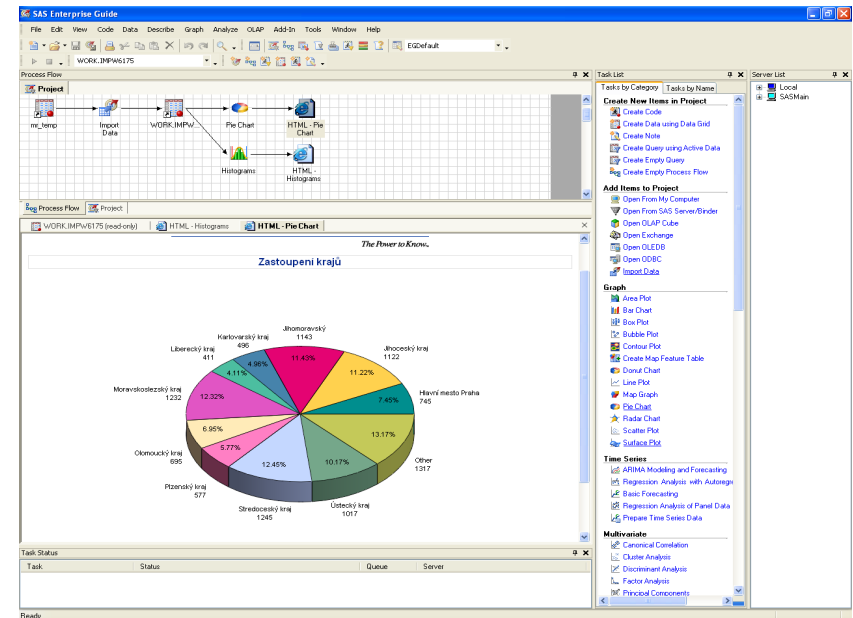 SAS Enterprise Guide
File Edit View Code Data Describe Graph Analyze OLAP Add-In Tools Window Help
EGDefault
WORK.IMPW6175
Process Flow
Project
mr_temp
Import Data
WORK.IMPW...
Pie Chart
HTML - Pie Chart
Histograms
HTML - Histograms
Process Flow Project
WORK.IMPW6175 (read-only) HTML - Histograms HTML - Pie Chart
The Power to Know.
Zastoupení krajů
Jihomoravský
1143
Karlovarský kraj
496
Liberecký kraj
411
Jihoceský kraj
1122
11.43%
4.96%
4.11%
11.22%
Moravskoslezský kraj
1232
12.32%
7.45%
Hlavní mesto Praha
745
6.95%
13.17%
Olomoucký kraj
695
5.77%
12.45%
10.17%
Other
1317
Plzenský kraj
577
Stredoceský kraj
1245
Ústecký kraj
1017
Task Status
Task Status Queue Server
Ready
Task List
Tasks by Category Tasks by Name
Create New Items in Project
Create Code
Create Data using Data Grid
Create Note
Create Query using Active Data
Create Empty Query
Create Empty Process Flow
Add Items to Project
Open From My Computer
Open From SAS Server/Binder
Open OLAP Cube
Open Exchange
Open OLEDB
Open ODBC
Import Data
Graph
Area Plot
Bar Chart
Box Plot
Bubble Plot
Contour Plot
Create Map Feature Table
Donut Chart
Line Plot
Map Graph
Pie Chart
Radar Chart
Scatter Plot
Surface Plot
Time Series
ARIMA Modeling and Forecasting
Regression Analysis with Autoregr
Basic Forecasting
Regression Analysis of Panel Data
Prepare Time Series Data
Multivariate
Canonical Correlation
Cluster Analysis
Discriminant Analysis
Factor Analysis
Principal Components
Server List
Local
SASMain